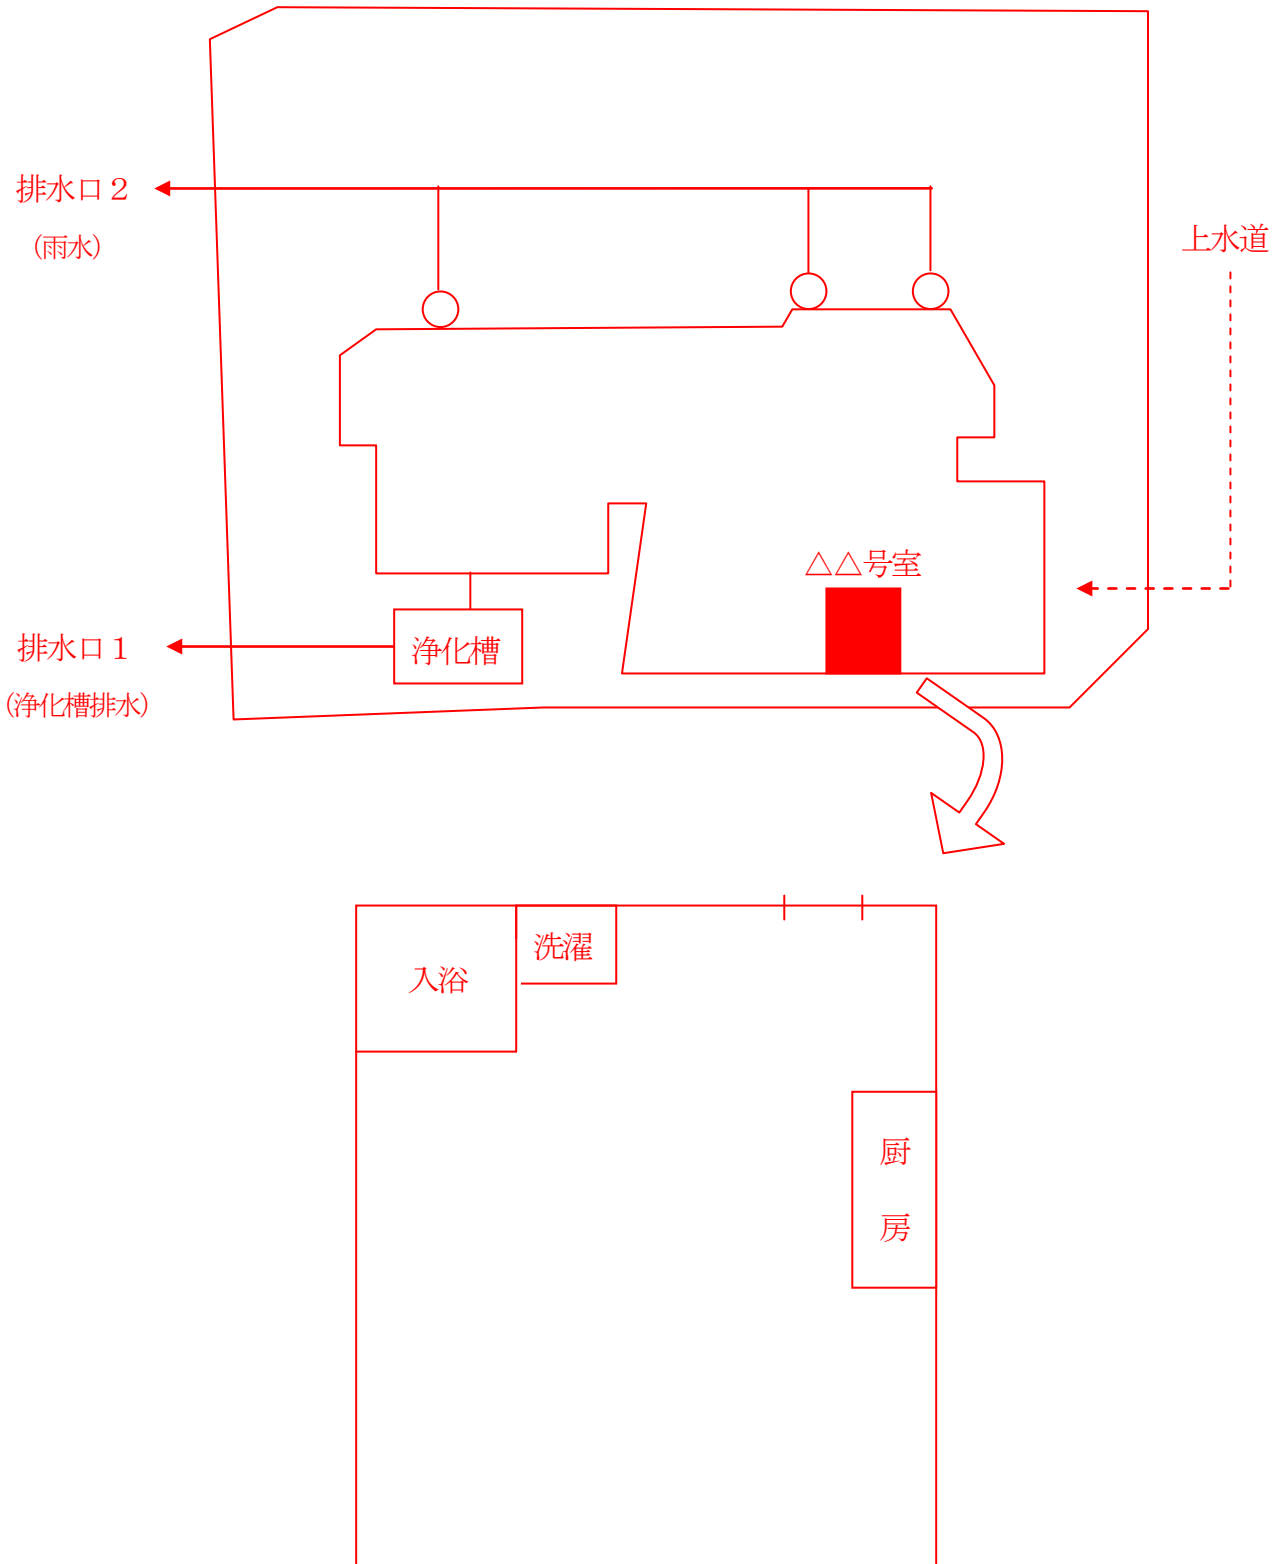 排水口２
（雨水）
上水道
△△号室
浄化槽
排水口１
（浄化槽排水）
洗濯
入浴
厨
房